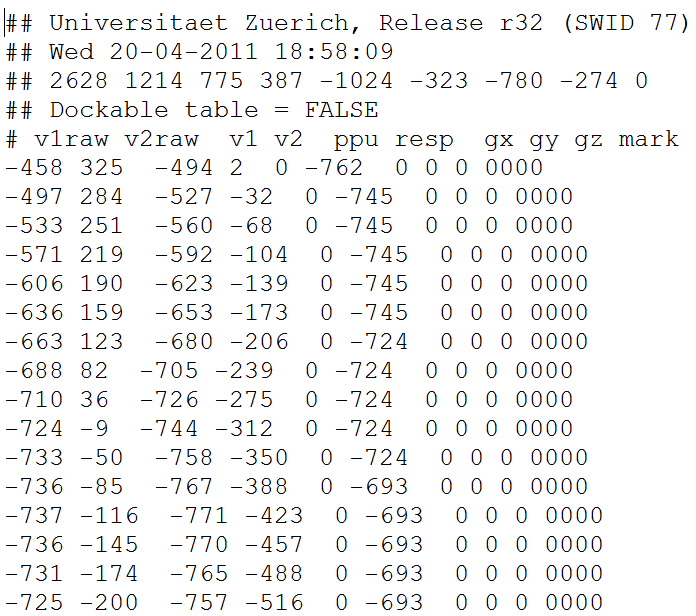 ## Universitaet Zuerich, Release r32 (SWID 77)
## Wed 20-04-2011 18:58:09
## 2628 1214 775 387 -1024 -323 -780 -274 0
## Dockable table = FALSE
# v1raw v2raw  v1 v2  ppu resp  gx gy gz mark
-458 325  -494 2  0 -762  0 0 0 0000
-497 284  -527 -32  0 -745  0 0 0 0000
-533 251  -560 -68  0 -745  0 0 0 0000
-571 219  -592 -104  0 -745  0 0 0 0000
-606 190  -623 -139  0 -745  0 0 0 0000
-636 159  -653 -173  0 -745  0 0 0 0000
-663 123  -680 -206  0 -724  0 0 0 0000
-688 82  -705 -239  0 -724  0 0 0 0000
-710 36  -726 -275  0 -724  0 0 0 0000
-724 -9  -744 -312  0 -724  0 0 0 0000
-733 -50  -758 -350  0 -724  0 0 0 0000
-736 -85  -767 -388  0 -693  0 0 0 0000
-737 -116  -771 -423  0 -693  0 0 0 0000
-736 -145  -770 -457  0 -693  0 0 0 0000
-731 -174  -765 -488  0 -693  0 0 0 0000
-725 -200  -757 -516  0 -693  0 0 0 0000